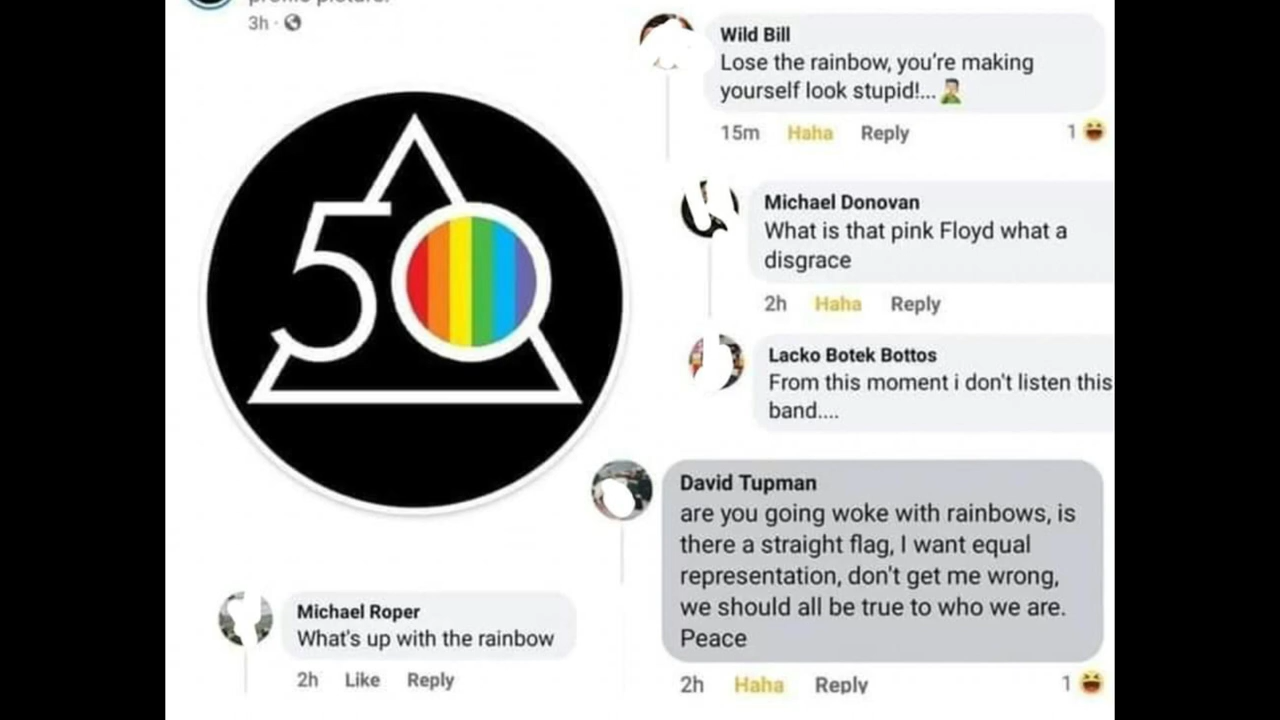 3h
50
Michael Roper
What's up with the rainbow
2h Like Reply
Wild Bill
Lose the rainbow, you're making
yourself look stupid!...🤦
15m Haha Reply 1
Michael Donovan
What is that pink Floyd what a
disgrace
2h Haha Reply
Lacko Botek Bottos
From this moment i don't listen this
band....
David Tupman
are you going woke with rainbows, is
there a straight flag, I want equal
representation, don't get me wrong,
we should all be true to who we are.
Peace
2h Haha Reply 1